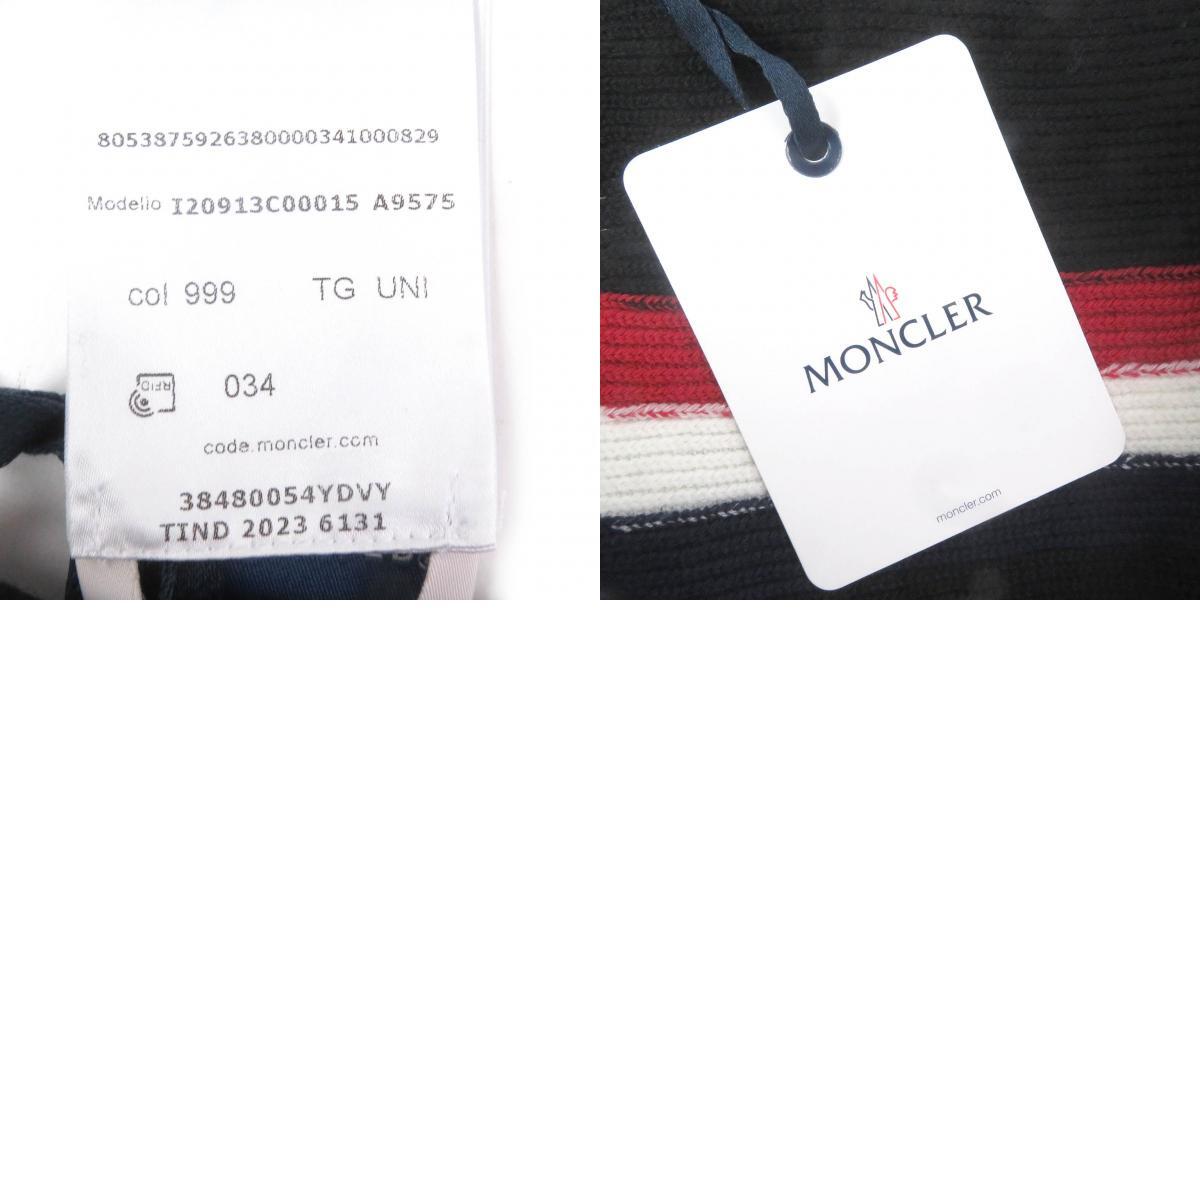 8053875926380000341000829
Modello I20913C00015 A9575
col 999 TG UNI
RFID
034
code.moncler.com
38480054YDVY
TIND 2023 6131
MONCLER
moncler.com